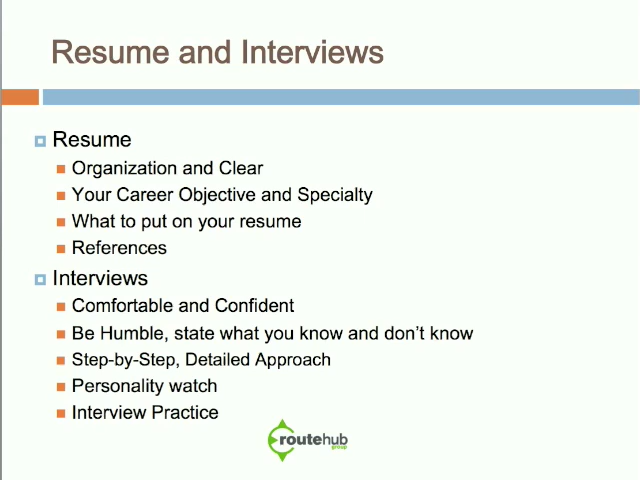 Resume and Interviews
Resume
Organization and Clear
Your Career Objective and Specialty
What to put on your resume
References
Interviews
Comfortable and Confident
Be Humble, state what you know and don't know
Step-by-Step, Detailed Approach
Personality watch
Interview Practice
routehub
group